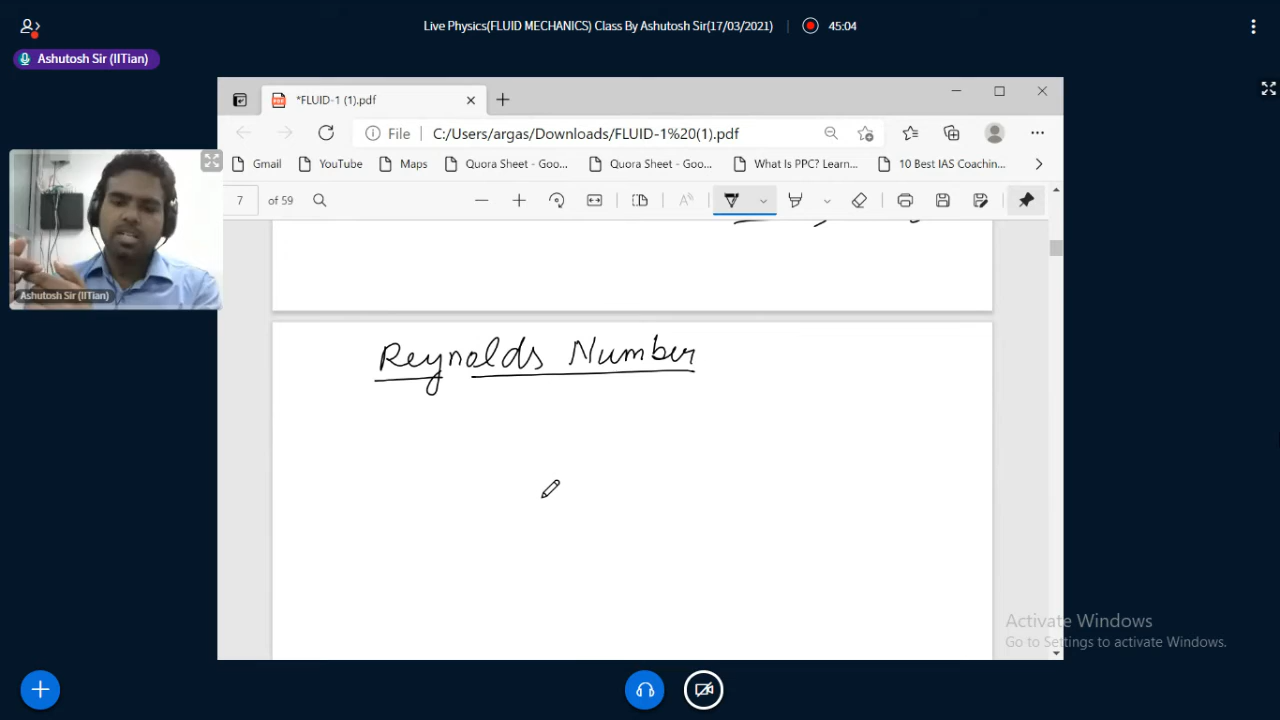 Live Physics(FLUID MECHANICS) Class By Ashutosh Sir(17/03/2021)
45:04
Ashutosh Sir (IITian)
*FLUID-1 (1).pdf
File
C:/Users/argas/Downloads/FLUID-1%20(1).pdf
Gmail
YouTube
Maps
Quora Sheet - Goo...
Quora Sheet - Goo...
What Is PPC? Learn...
10 Best IAS Coachin...
7 of 59
Ashutosh Sir (IITian)
Reynolds Number
Activate Windows
Go to Settings to activate Windows.